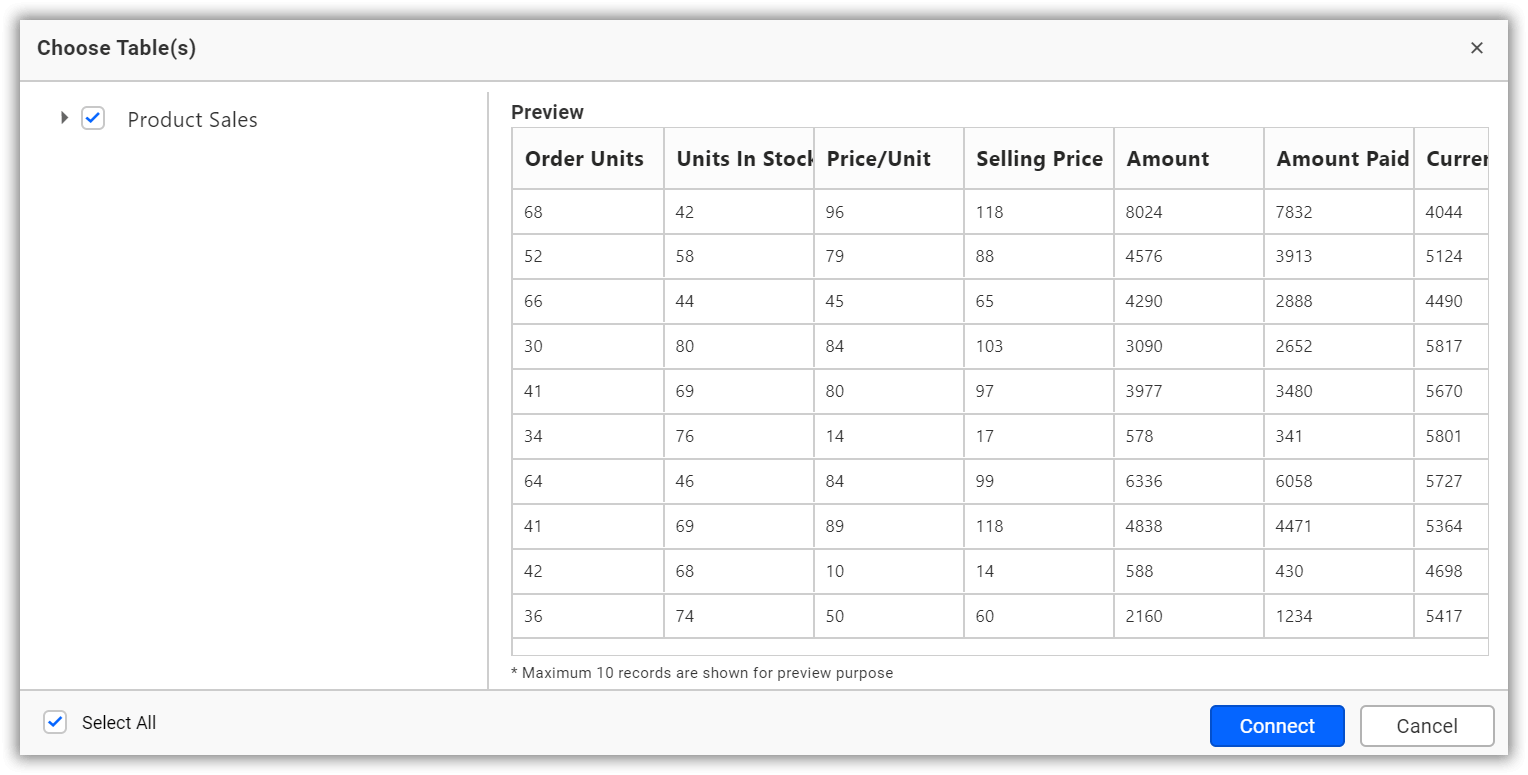 Choose Table(s)
Product Sales
Preview
Order Units Units In Stock Price/Unit Selling Price Amount Amount Paid Curren
68 42 96 118 8024 7832 4044
52 58 79 88 4576 3913 5124
66 44 45 65 4290 2888 4490
30 80 84 103 3090 2652 5817
41 69 80 97 3977 3480 5670
34 76 14 17 578 341 5801
64 46 84 99 6336 6058 5727
41 69 89 118 4838 4471 5364
42 68 10 14 588 430 4698
36 74 50 60 2160 1234 5417
* Maximum 10 records are shown for preview purpose
Select All
Connect Cancel